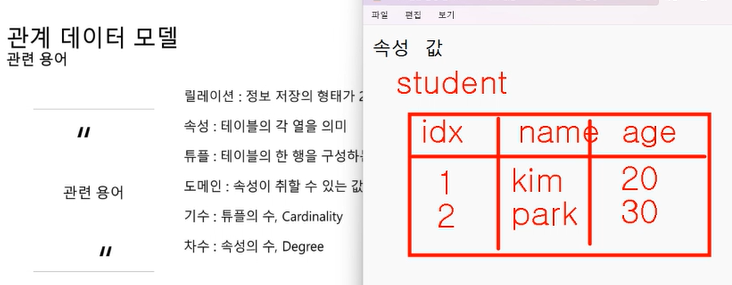 관계 데이터 모델
관련 용어
"
관련 용어
"
릴레이션 : 정보 저장의 형태가 2
속성 : 테이블의 각 열을 의미
튜플 : 테이블의 한 행을 구성하는
도메인 : 속성이 취할 수 있는 값
기수 : 튜플의 수, Cardinality
차수 : 속성의 수, Degree
파일 편집 보기
속성 값
student
idx name age
1 kim 20
2 park 30